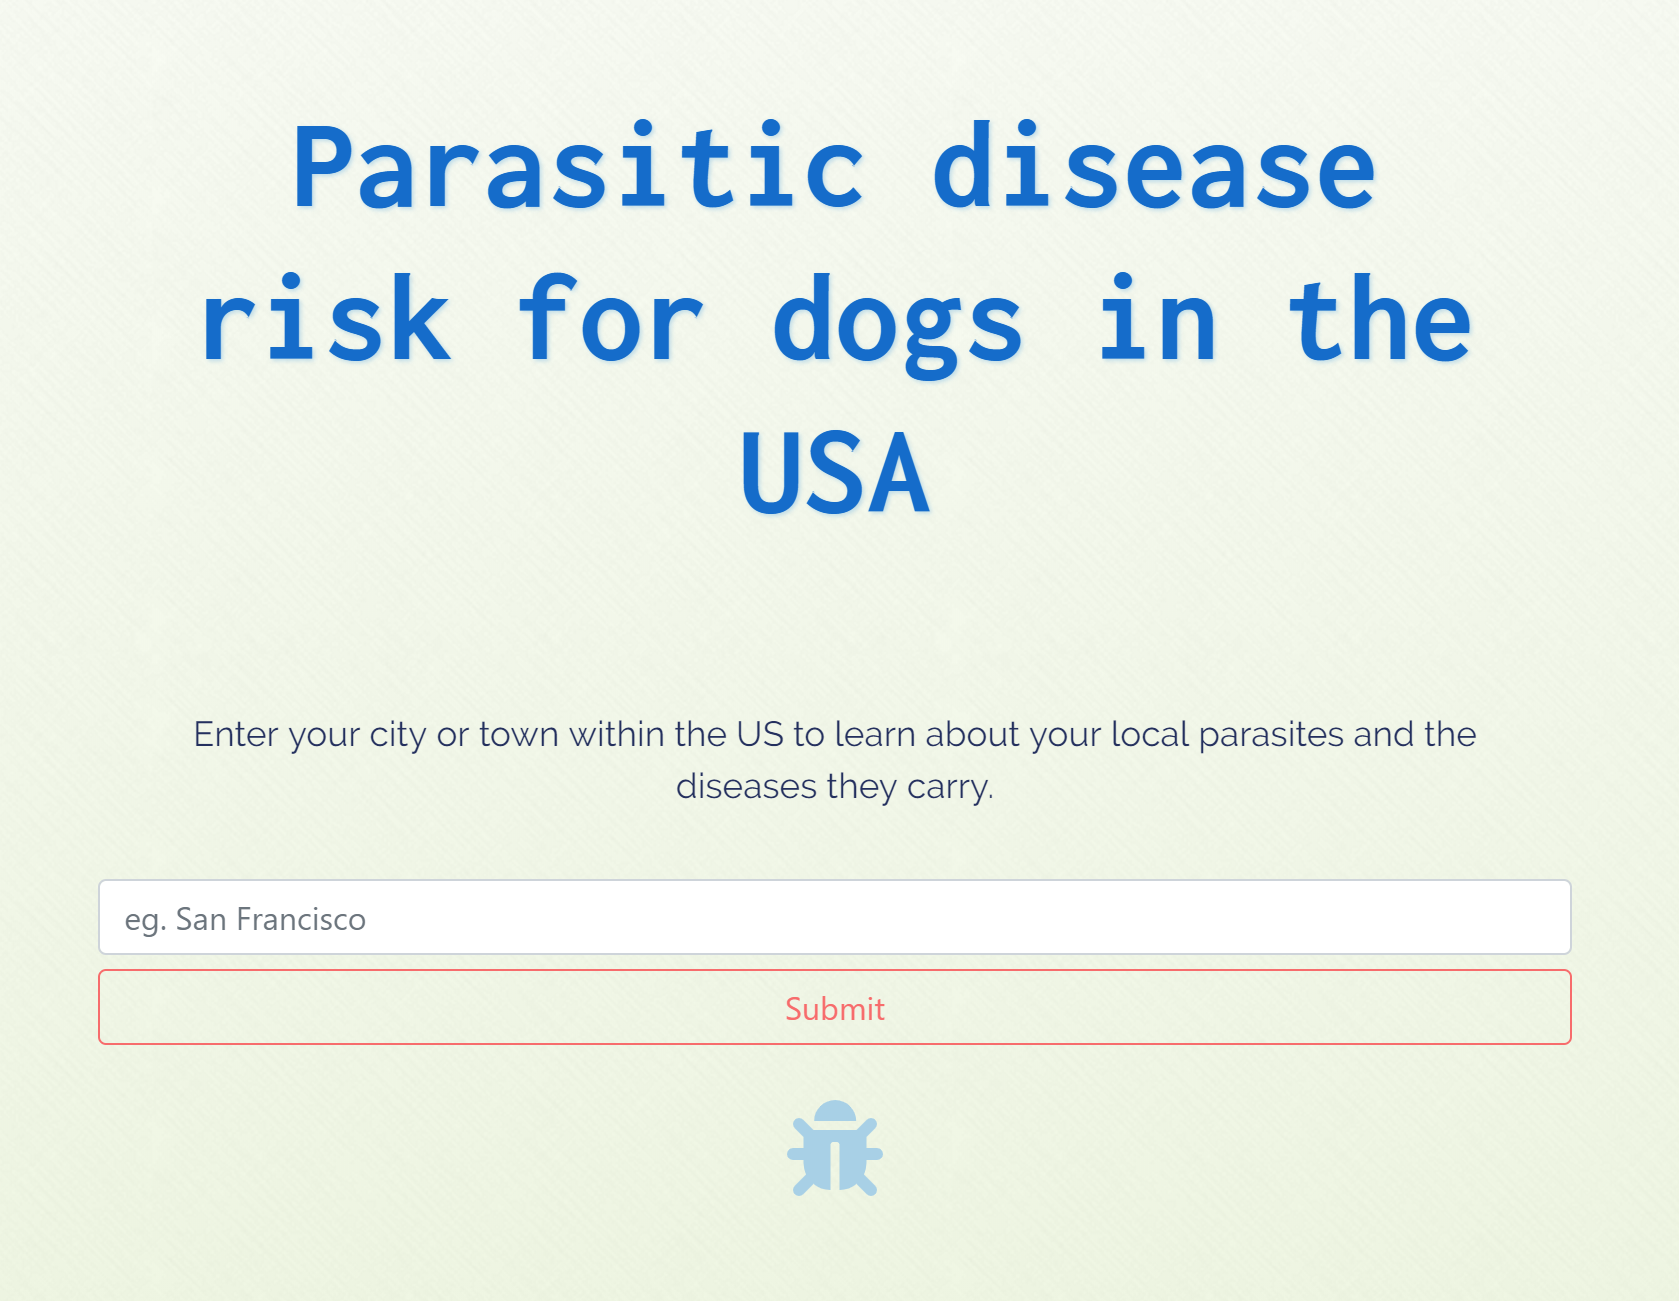 Parasitic disease
risk for dogs in the
USA
Enter your city or town within the US to learn about your local parasites and the
diseases they carry.
eg. San Francisco
Submit